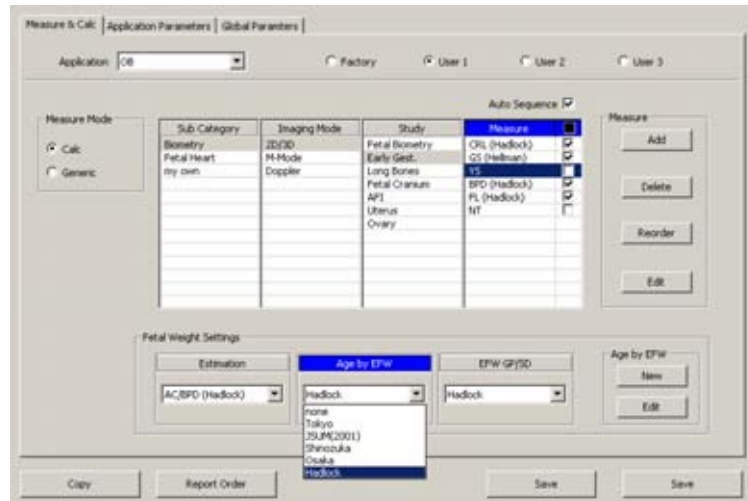 Measure & Calc Application Parameters Global Paramters
Application OB Factory User 1 User 2 User 3
Auto Sequence
Measure Mode
Calc
Generic
Sub Category Imaging Mode Study Measure
Biometry 2D/3D Fetal Biometry CRL (Hadlock)
Fetal Heart M-Mode Early Gest. GS (Hellman)
my own Doppler Long Bones YS
Fetal Cranium BPD (Hadlock)
AFI FL (Hadlock)
Uterus NT
Ovary
Measure
Add
Delete
Reorder
Edit
Fetal Weight Settings
Estimation Age by EFW EFW GP/SD
AC/BPD (Hadlock) Hadlock Hadlock
none
Tokyo
JSUM(2001)
Shinozuka
Osaka
Hadlock
Age by EFW
New
Edit
Copy Report Order Save Save